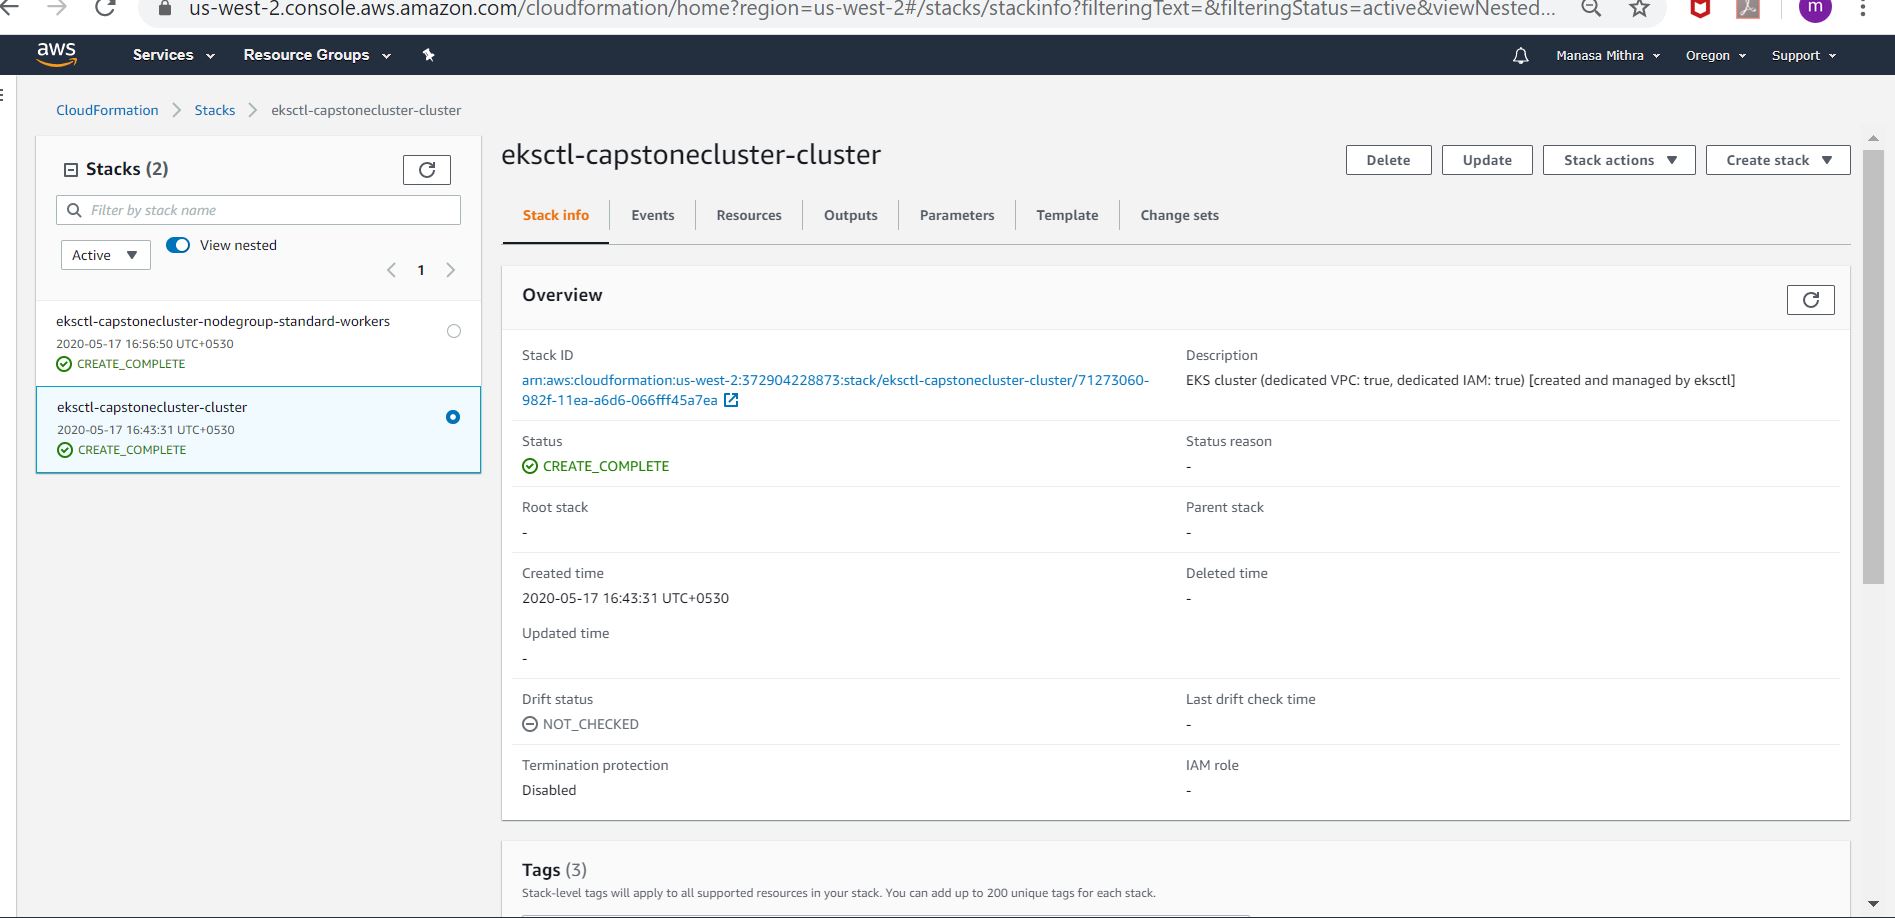 us-west-2.console.aws.amazon.com/cloudformation/home?region=us-west-2#/stacks/stackinfo?filteringText=&filteringStatus=active&viewNested...
m
aws
Services
Resource Groups
Manasa Mithra
Oregon
Support
CloudFormation
Stacks
eksctl-capstonecluster-cluster
Stacks (2)
Filter by stack name
Active
View nested
1
eksctl-capstonecluster-nodegroup-standard-workers
2020-05-17 16:56:50 UTC+0530
CREATE_COMPLETE
eksctl-capstonecluster-cluster
2020-05-17 16:43:31 UTC+0530
CREATE_COMPLETE
eksctl-capstonecluster-cluster
Delete
Update
Stack actions
Create stack
Stack info
Events
Resources
Outputs
Parameters
Template
Change sets
Overview
Stack ID
arn:aws:cloudformation:us-west-2:372904228873:stack/eksctl-capstonecluster-cluster/71273060-
982f-11ea-a6d6-066fff45a7ea
Description
EKS cluster (dedicated VPC: true, dedicated IAM: true) [created and managed by eksctl]
Status
CREATE_COMPLETE
Status reason
-
Root stack
-
Parent stack
-
Created time
2020-05-17 16:43:31 UTC+0530
Deleted time
-
Updated time
-
Drift status
NOT_CHECKED
Last drift check time
-
Termination protection
Disabled
IAM role
-
Tags (3)
Stack-level tags will apply to all supported resources in your stack. You can add up to 200 unique tags for each stack.